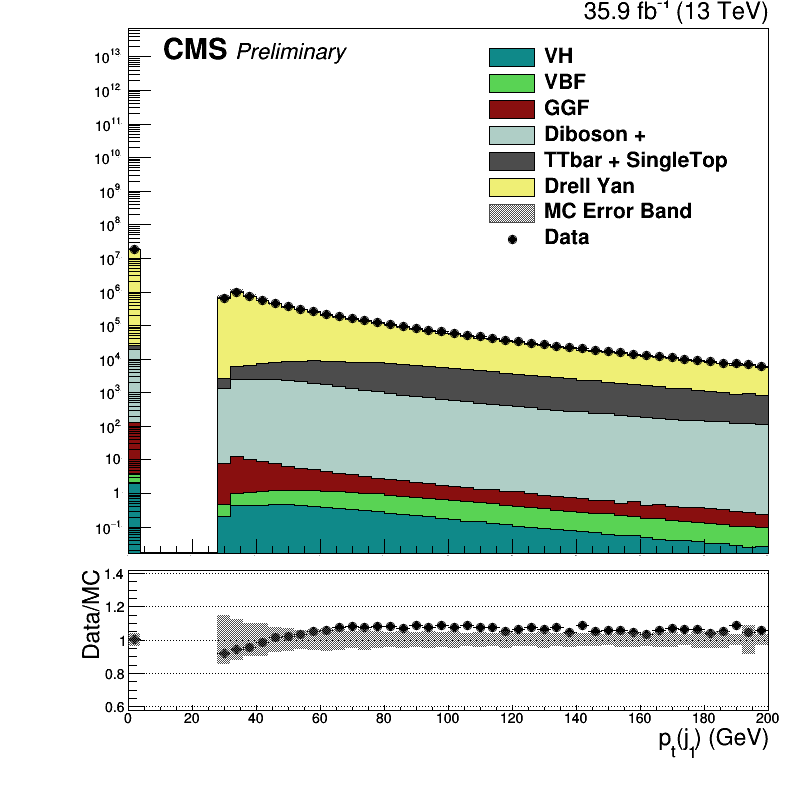 35.9 fb⁻¹ (13 TeV)
CMS Preliminary
VH
VBF
GGF
Diboson +
TTbar + SingleTop
Drell Yan
MC Error Band
Data
10¹³
10¹²
10¹¹
10¹⁰
10⁹
10⁸
10⁷
10⁶
10⁵
10⁴
10³
10²
10
1
10⁻¹
Data/MC
1.4
1.2
1
0.8
0.6
0 20 40 60 80 100 120 140 160 180 200
pₜ(j₁) (GeV)